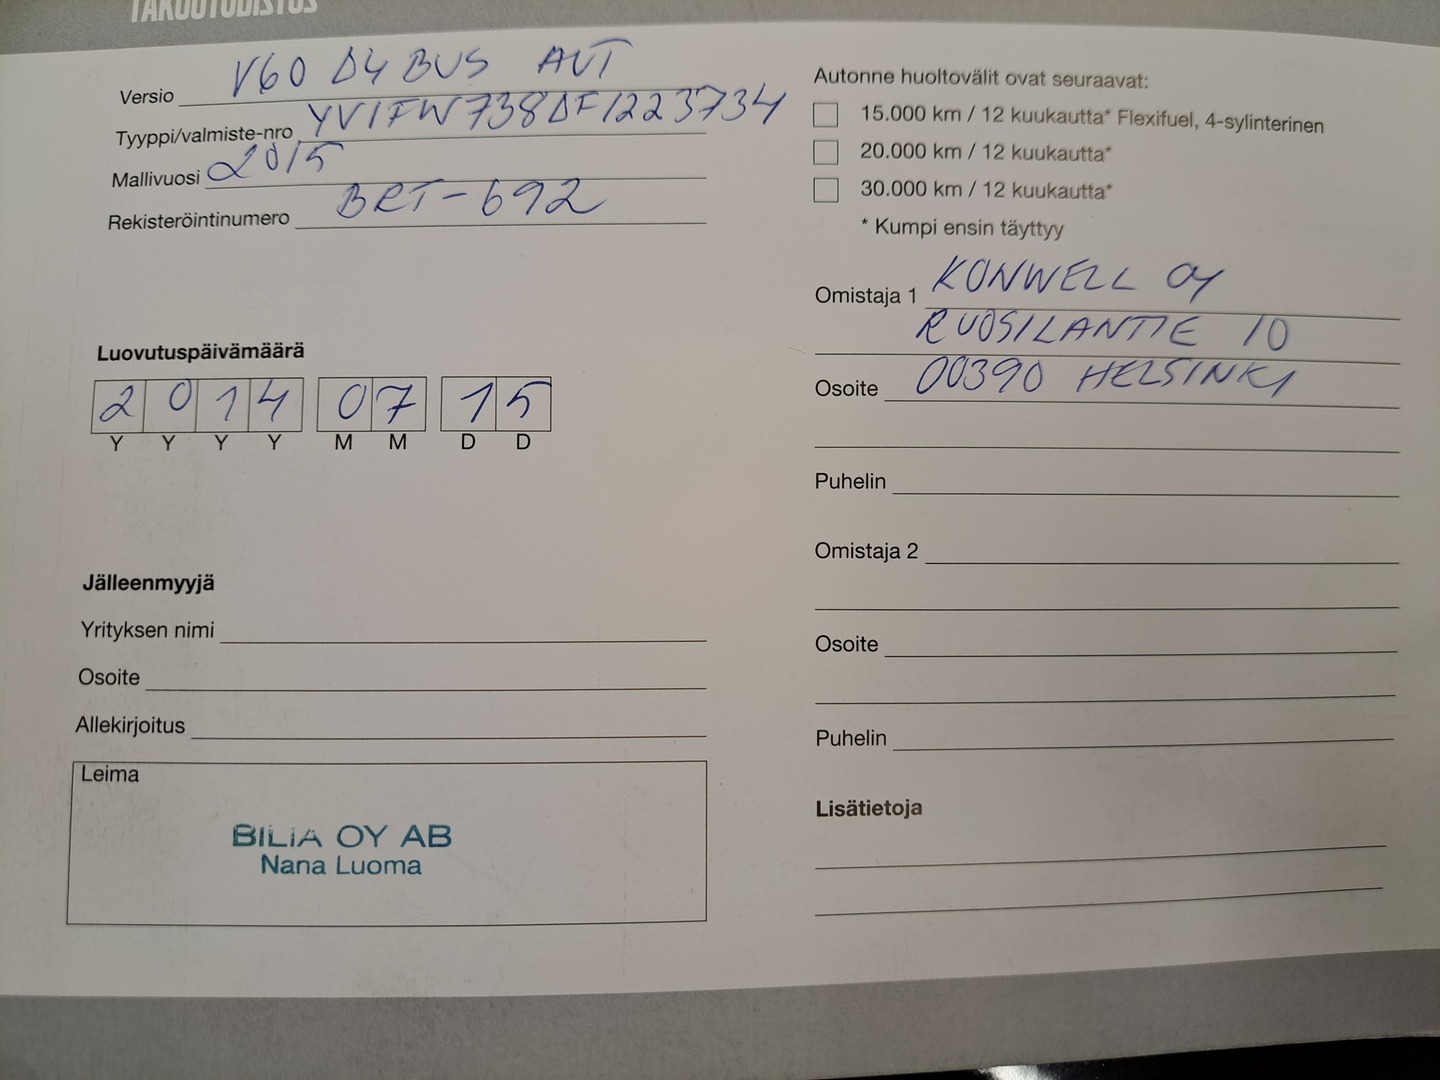 TAKUUTODISTUS
Versio V60 D4 BUS AUT
Tyyppi/valmiste-nro YV1FW738DF1223734
Mallivuosi 2015
Rekisteröintinumero BRT-692
Luovutuspäivämäärä
2014 07 15
Y Y Y Y M M D D
Jälleenmyyjä
Yrityksen nimi
Osoite
Allekirjoitus
Leima
BILIA OY AB
Nana Luoma
Autonne huoltovälit ovat seuraavat:
15.000 km / 12 kuukautta* Flexifuel, 4-sylinterinen
20.000 km / 12 kuukautta*
30.000 km / 12 kuukautta*
* Kumpi ensin täyttyy
Omistaja 1 KONWELL OY
RUOSILANTIE 10
Osoite 00390 HELSINKI
Puhelin
Omistaja 2
Osoite
Puhelin
Lisätietoja